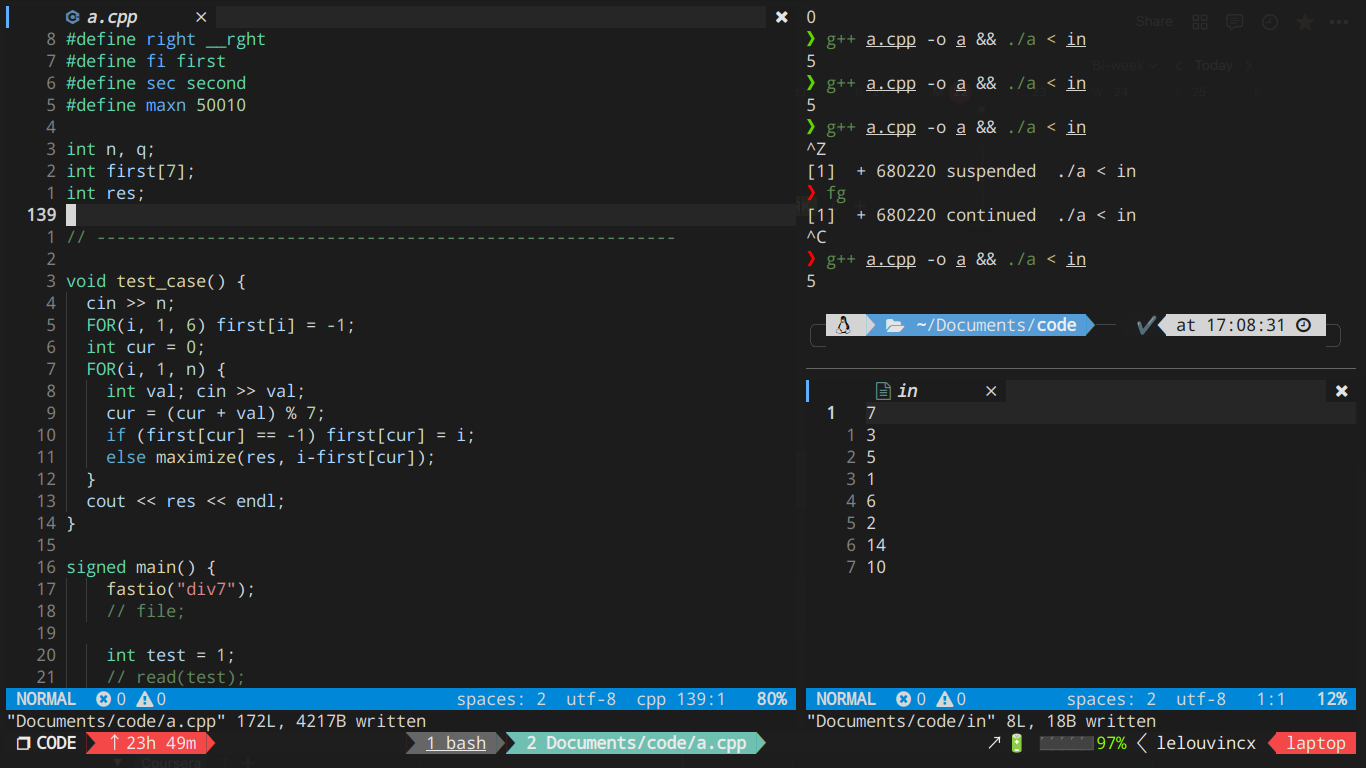 a.cpp ×
8 #define right __rght
7 #define fi first
6 #define sec second
5 #define maxn 50010
4
3 int n, q;
2 int first[7];
1 int res;
139
1 // ----------------------------------------------------------
2
3 void test_case() {
4 cin >> n;
5 FOR(i, 1, 6) first[i] = -1;
6 int cur = 0;
7 FOR(i, 1, n) {
8 int val; cin >> val;
9 cur = (cur + val) % 7;
10 if (first[cur] == -1) first[cur] = i;
11 else maximize(res, i-first[cur]);
12 }
13 cout << res << endl;
14 }
15
16 signed main() {
17 fastio("div7");
18 // file;
19
20 int test = 1;
21 // read(test);
NORMAL 0 0 spaces: 2 utf-8 cpp 139:1 80%
"Documents/code/a.cpp" 172L, 4217B written
0
❯ g++ a.cpp -o a && ./a < in
5
❯ g++ a.cpp -o a && ./a < in
5
❯ g++ a.cpp -o a && ./a < in
^Z
[1] + 680220 suspended ./a < in
❯ fg
[1] + 680220 continued ./a < in
^C
❯ g++ a.cpp -o a && ./a < in
5
~/Documents/code at 17:08:31
in ×
1 7
1 3
2 5
3 1
4 6
5 2
6 14
7 10
NORMAL 0 0 spaces: 2 utf-8 1:1 12%
"Documents/code/in" 8L, 18B written
CODE ↑ 23h 49m 1 bash 2 Documents/code/a.cpp 97% lelouvincx laptop
Share
Bi-week
Today
Coursera